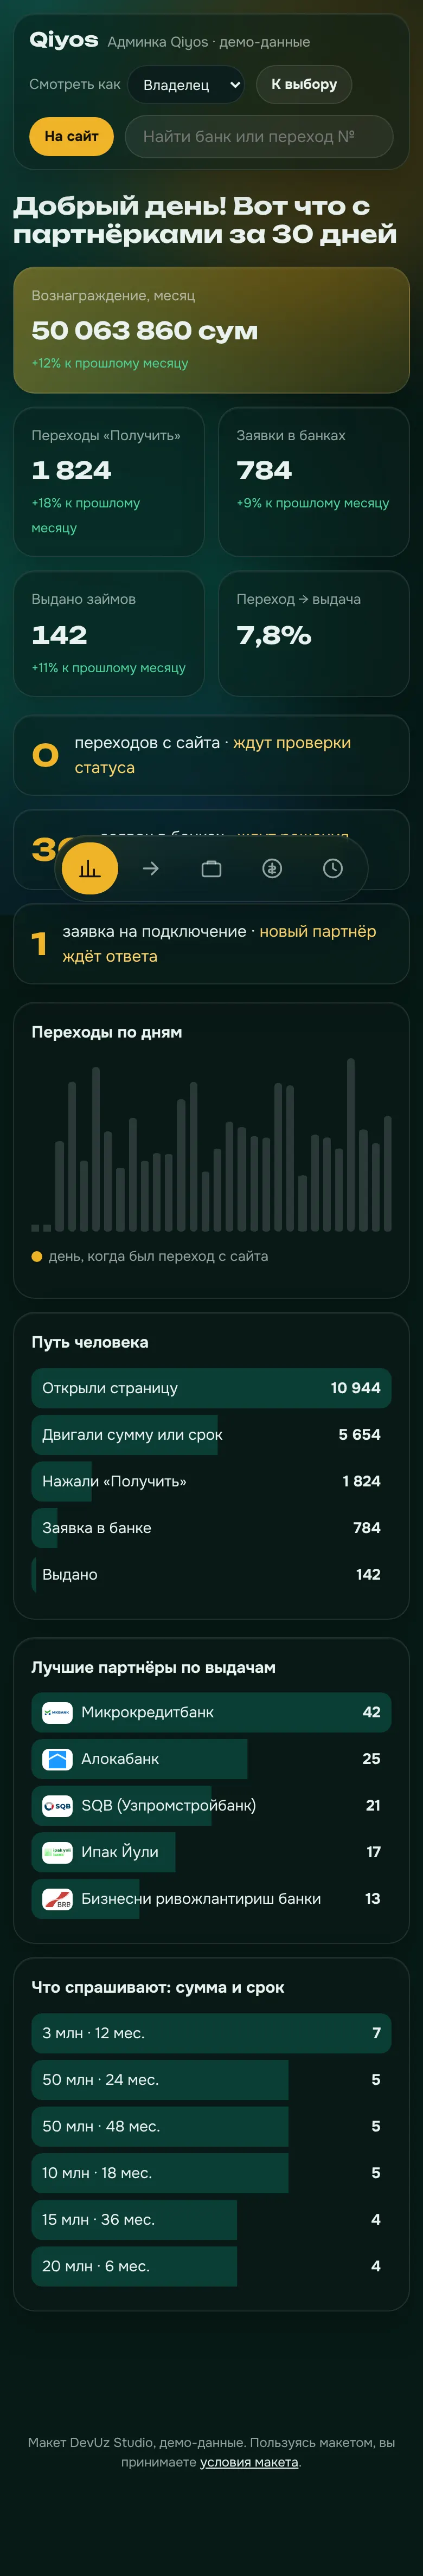 Qiyos Админка Qiyos · демо-данные
Смотреть как Владелец К выбору
На сайт Найти банк или переход №
Добрый день! Вот что с
партнёрками за 30 дней
Вознаграждение, месяц
50 063 860 сум
+12% к прошлому месяцу
Переходы «Получить»
1 824
+18% к прошлому
месяцу
Заявки в банках
784
+9% к прошлому месяцу
Выдано займов
142
+11% к прошлому месяцу
Переход → выдача
7,8%
0 переходов с сайта · ждут проверки
статуса
1 заявка на подключение · новый партнёр
ждёт ответа
Переходы по дням
день, когда был переход с сайта
Путь человека
Открыли страницу 10 944
Двигали сумму или срок 5 654
Нажали «Получить» 1 824
Заявка в банке 784
Выдано 142
Лучшие партнёры по выдачам
Микрокредитбанк 42
Алокабанк 25
SQB SQB (Узпромстройбанк) 21
Ипак Йули 17
BRB Бизнесни ривожлантириш банки 13
Что спрашивают: сумма и срок
3 млн · 12 мес. 7
50 млн · 24 мес. 5
50 млн · 48 мес. 5
10 млн · 18 мес. 5
15 млн · 36 мес. 4
20 млн · 6 мес. 4
Макет DevUz Studio, демо-данные. Пользуясь макетом, вы
принимаете условия макета.